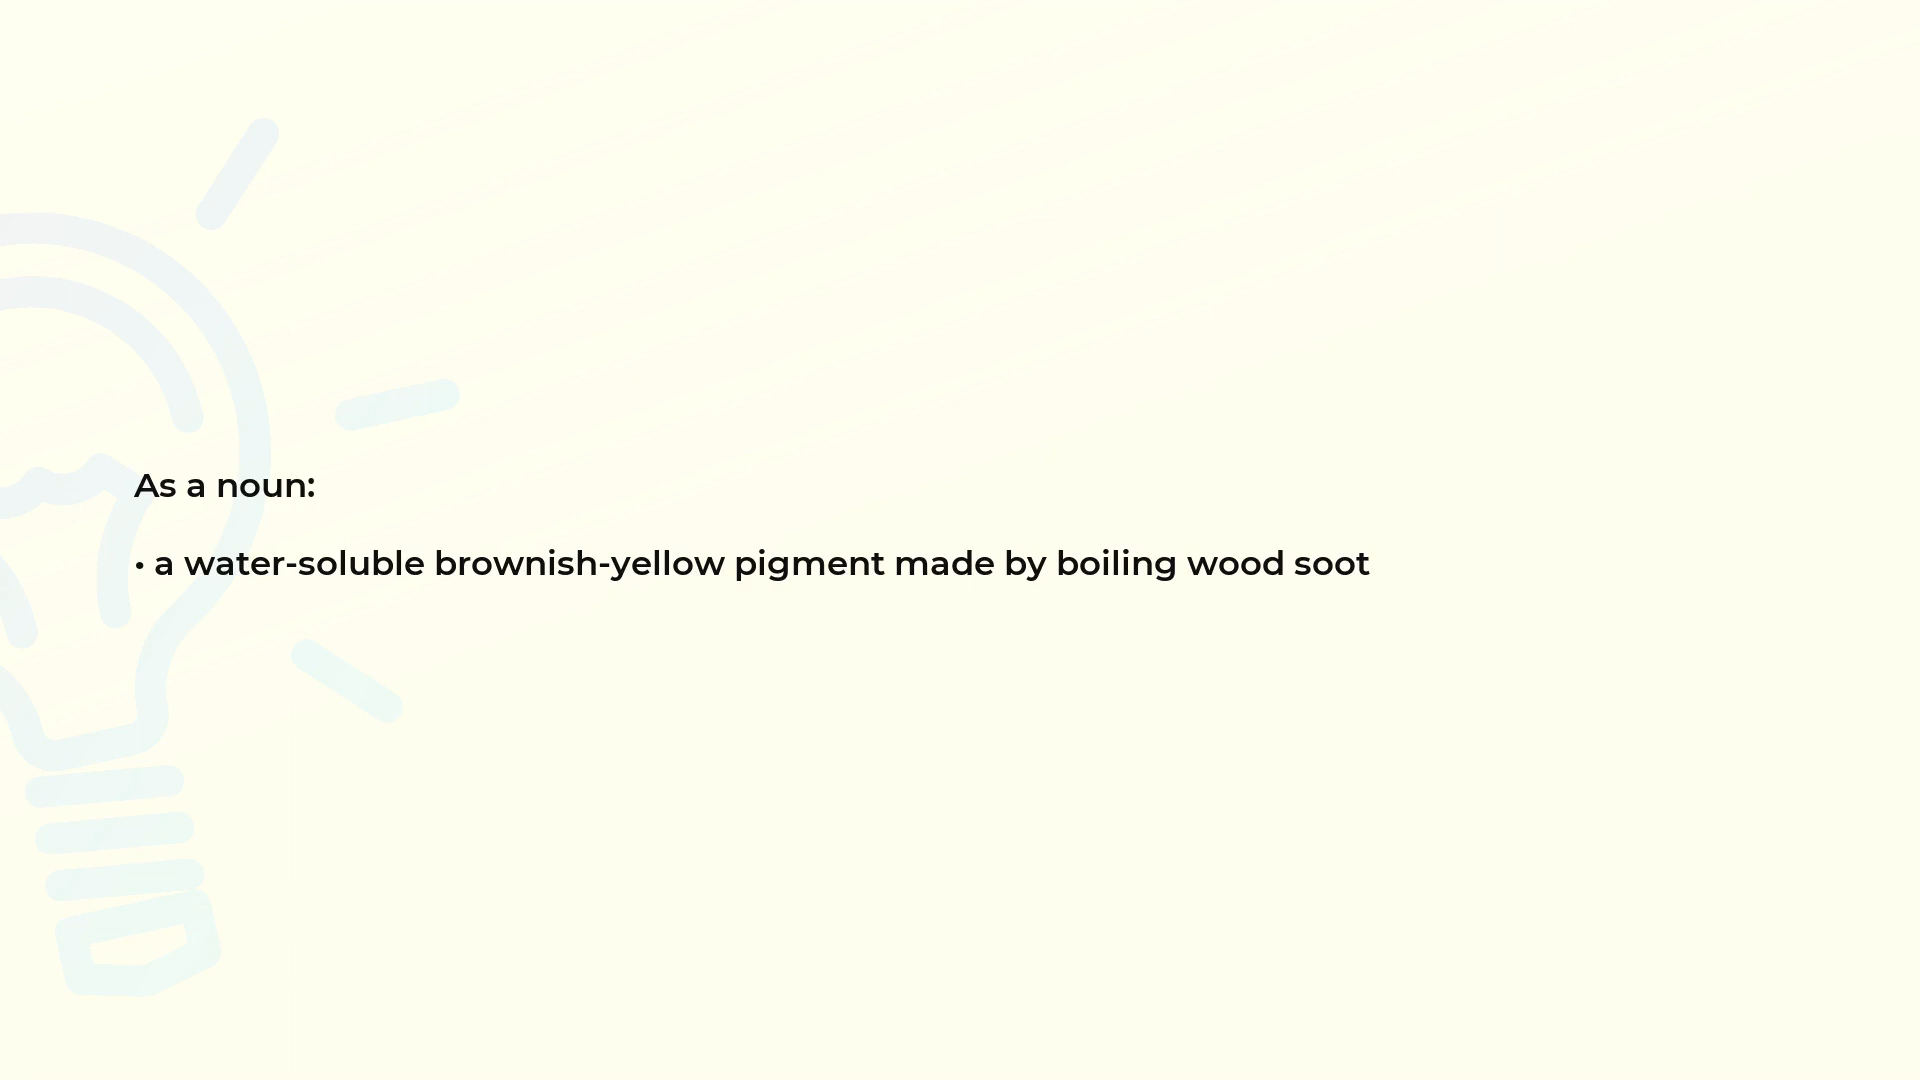 As a noun:
• a water-soluble brownish-yellow pigment made by boiling wood soot